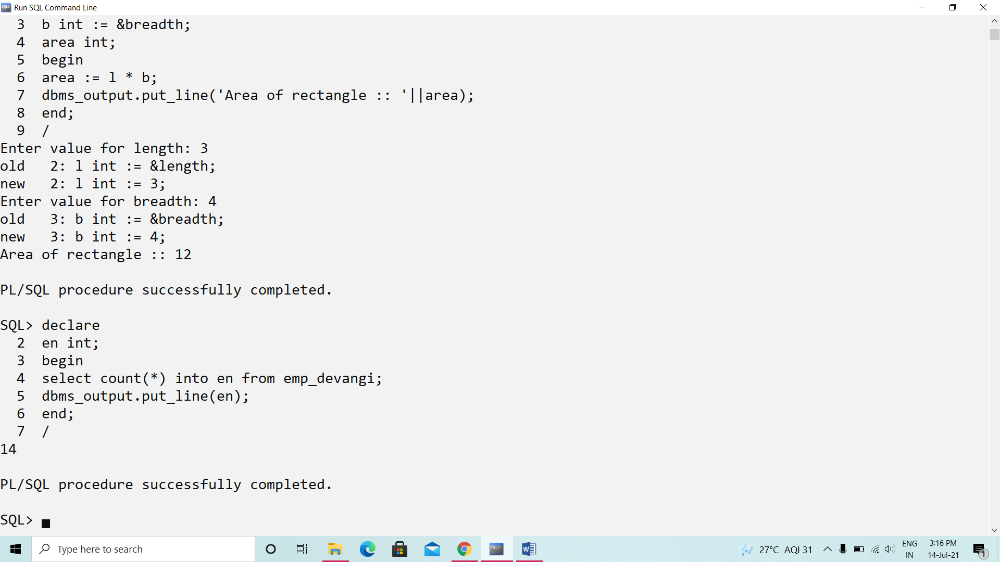 Run SQL Command Line
  3  b int := &breadth;
  4  area int;
  5  begin
  6  area := l * b;
  7  dbms_output.put_line('Area of rectangle :: '||area);
  8  end;
  9  /
Enter value for length: 3
old   2: l int := &length;
new   2: l int := 3;
Enter value for breadth: 4
old   3: b int := &breadth;
new   3: b int := 4;
Area of rectangle :: 12
PL/SQL procedure successfully completed.
SQL> declare
  2  en int;
  3  begin
  4  select count(*) into en from emp_devangi;
  5  dbms_output.put_line(en);
  6  end;
  7  /
14
PL/SQL procedure successfully completed.
SQL>
Type here to search
27°C AQI 31
ENG
IN
3:16 PM
14-Jul-21
1